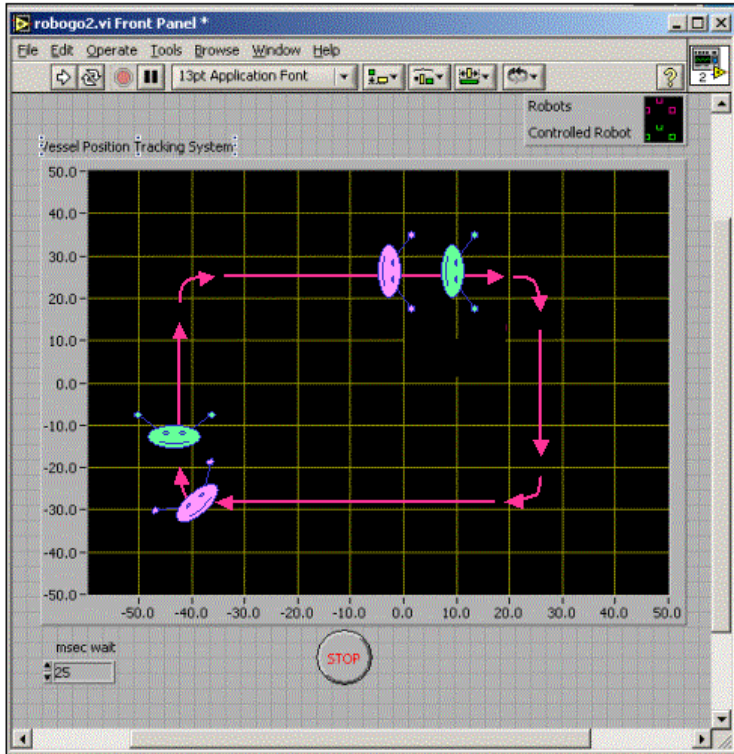 robogo2.vi Front Panel *
File Edit Operate Tools Browse Window Help
13pt Application Font
?
2
Robots
Controlled Robot
Vessel Position Tracking System
50.0
40.0
30.0
20.0
10.0
0.0
-10.0
-20.0
-30.0
-40.0
-50.0
-50.0 -40.0 -30.0 -20.0 -10.0 0.0 10.0 20.0 30.0 40.0 50.0
msec wait
25
STOP